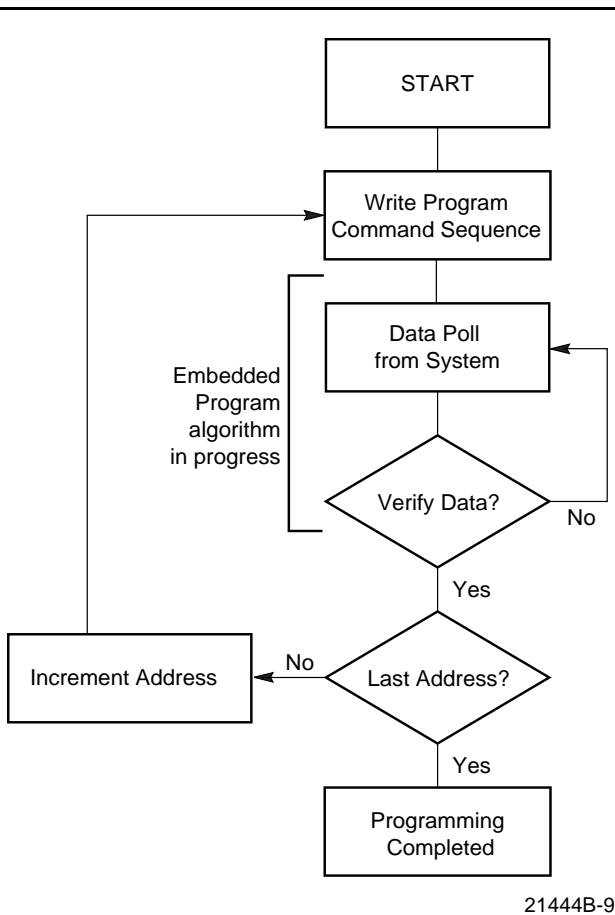 START
Write Program
Command Sequence
Data Poll
from System
Embedded
Program
algorithm
in progress
Verify Data?
No
Yes
Increment Address
No
Last Address?
Yes
Programming
Completed
21444B-9